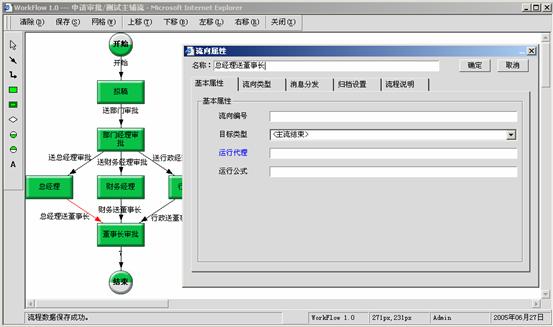 WorkFlow 1.0 --- 申请审批/测试主辅流 - Microsoft Internet Explorer
清除(D) 保存(S) 网格(W) 上移(T) 下移(B) 左移(L) 右移(R) 关闭(X)
开始
开始
拟稿
送部门审批
部门经理审批
送总经理审批
送财务经理审批
送行政经
总经理
财务经理
行
总经理送董事长
财务送董事长
行政送董事
董事长审批
结束
A
流向属性
名称:
总经理送董事长
确定
取消
基本属性 流向类型 消息分发 归档设置 流程说明
基本属性
流向编号
目标类型
<主流结束>
运行代理
运行公式
流程数据保存成功。
WorkFlow 1.0
271px,231px
Admin
2005年06月27日